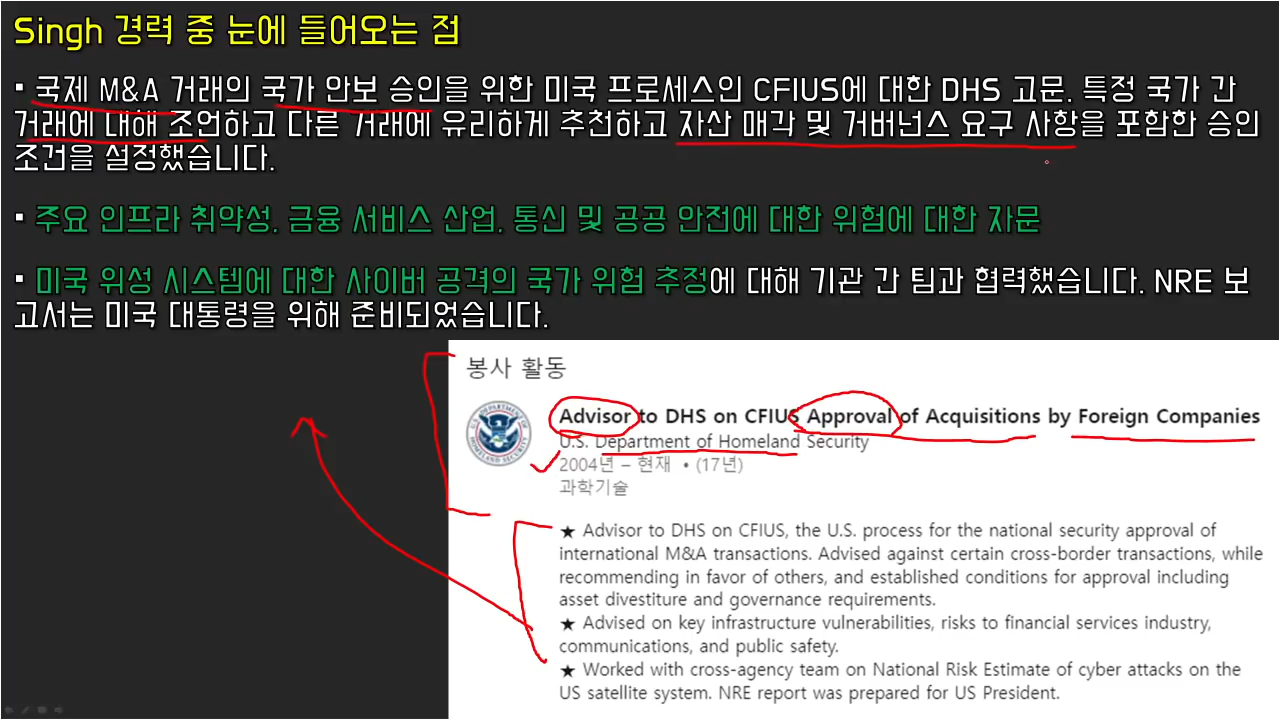 Singh 경력 중 눈에 들어오는 점
▪ 국제 M&A 거래의 국가 안보 승인을 위한 미국 프로세스인 CFIUS에 대한 DHS 고문. 특정 국가 간
거래에 대해 조언하고 다른 거래에 유리하게 추천하고 자산 매각 및 거버넌스 요구 사항을 포함한 승인
조건을 설정했습니다.
▪ 주요 인프라 취약성, 금융 서비스 산업, 통신 및 공공 안전에 대한 위험에 대한 자문
▪ 미국 위성 시스템에 대한 사이버 공격의 국가 위험 추정에 대해 기관 간 팀과 협력했습니다. NRE 보
고서는 미국 대통령을 위해 준비되었습니다.
봉사 활동
Advisor to DHS on CFIUS Approval of Acquisitions by Foreign Companies
U.S. Department of Homeland Security
2004년 – 현재 • (17년)
과학기술
★ Advisor to DHS on CFIUS, the U.S. process for the national security approval of
international M&A transactions. Advised against certain cross-border transactions, while
recommending in favor of others, and established conditions for approval including
asset divestiture and governance requirements.
★ Advised on key infrastructure vulnerabilities, risks to financial services industry,
communications, and public safety.
★ Worked with cross-agency team on National Risk Estimate of cyber attacks on the
US satellite system. NRE report was prepared for US President.